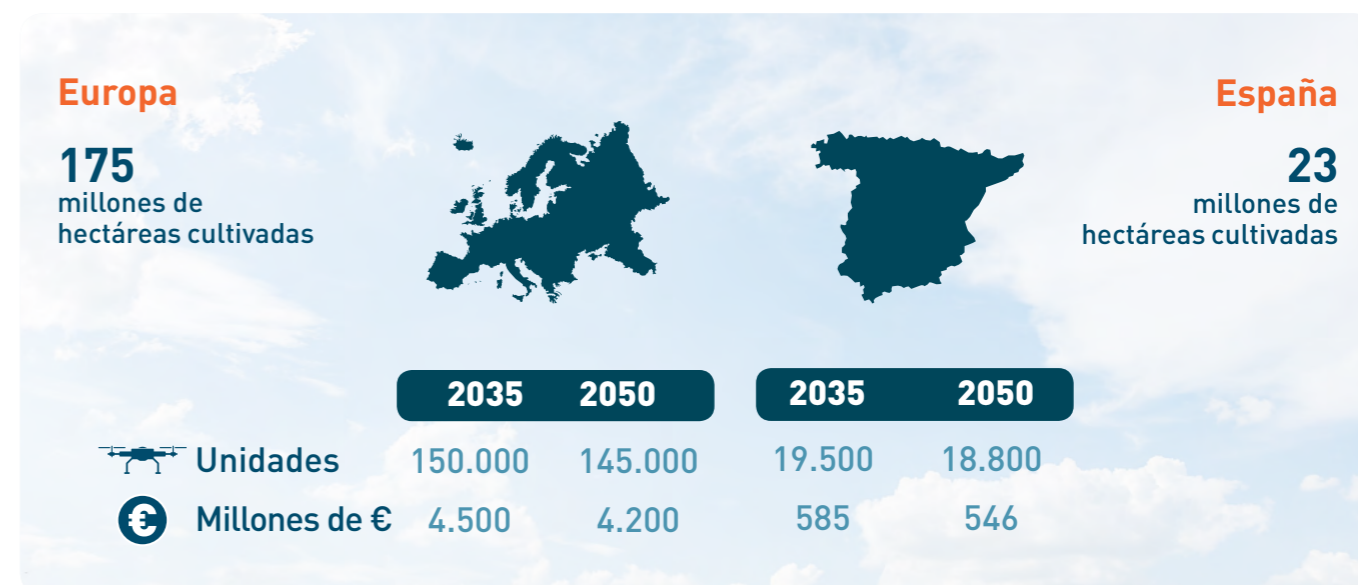 Europa
175
millones de
hectáreas cultivadas
España
23
millones de
hectáreas cultivadas
2035 2050
2035 2050
Unidades 150.000 145.000 19.500 18.800
€ Millones de € 4.500 4.200 585 546